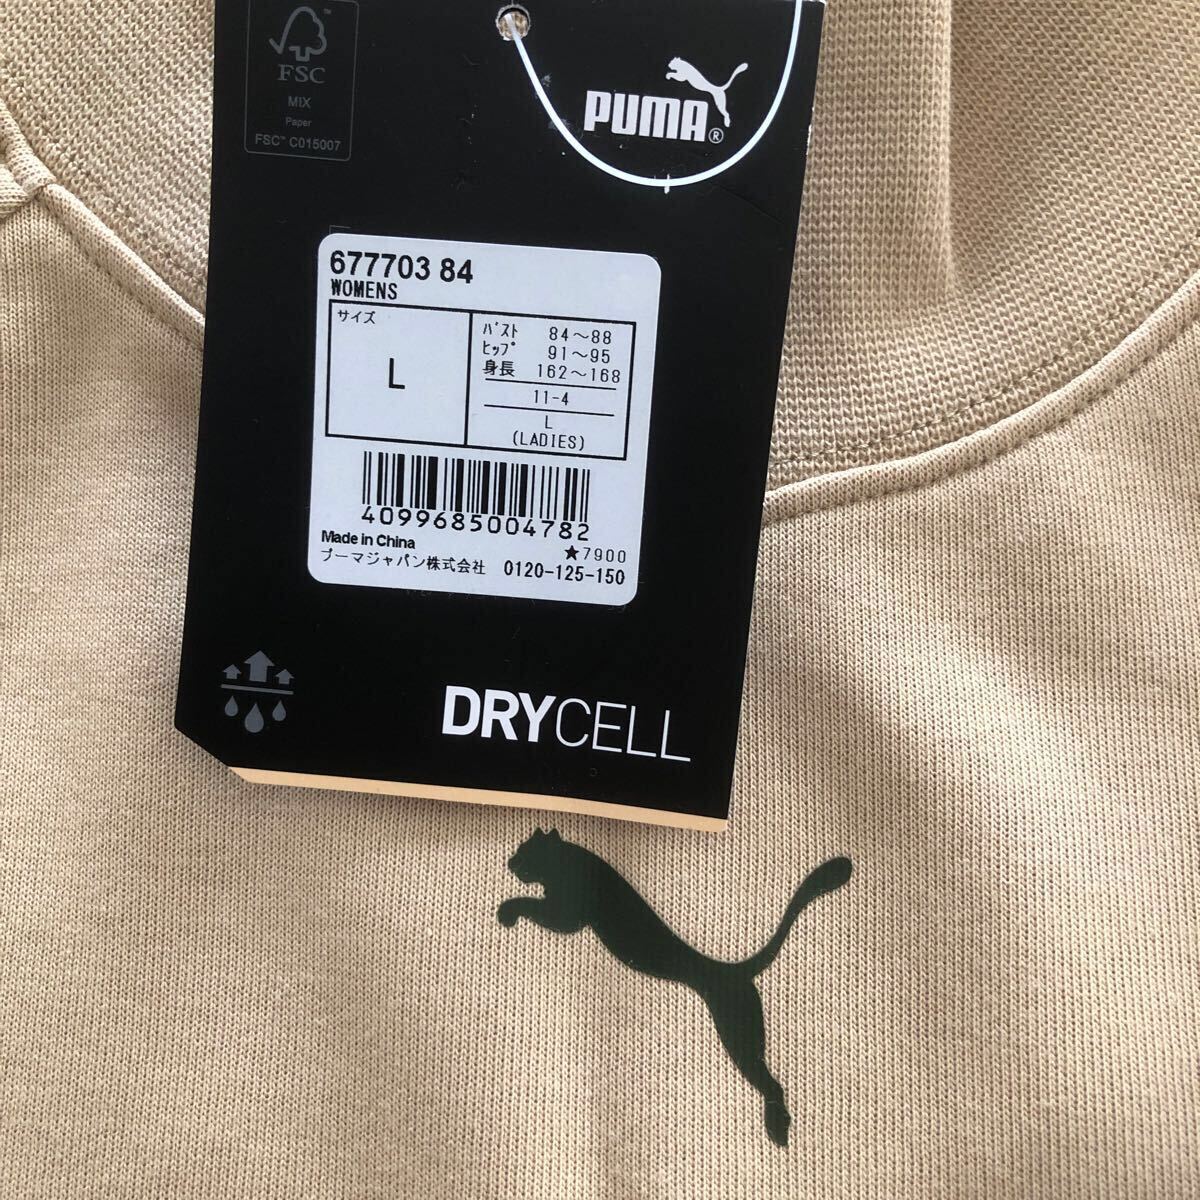 FSC
MIX
Paper
FSC™ C015007
PUMA®
677703 84
WOMENS
サイズ
L
バスト 84～88
ヒップ 91～95
身長 162～168
11-4
L
(LADIES)
4099685004782
★7900
Made in China
プーマジャパン株式会社 0120-125-150
DRYCELL